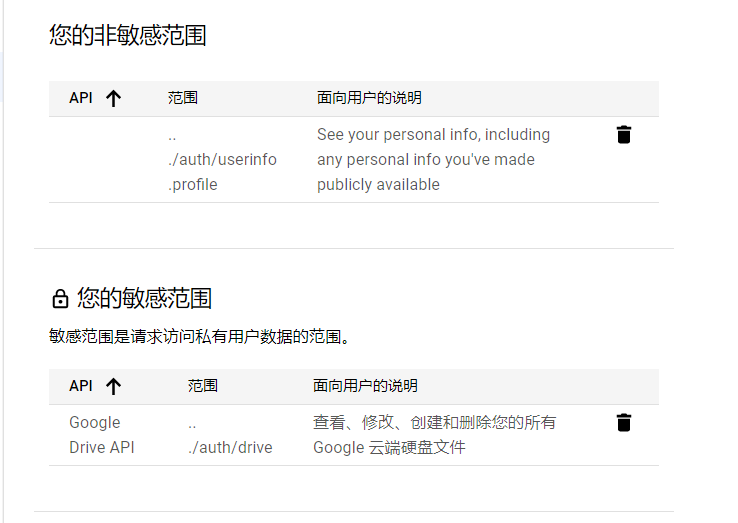 您的非敏感范围
API 范围 面向用户的说明
.. See your personal info, including
./auth/userinfo any personal info you've made
.profile publicly available
您的敏感范围
敏感范围是请求访问私有用户数据的范围。
API 范围 面向用户的说明
Google .. 查看、修改、创建和删除您的所有
Drive API ./auth/drive Google 云端硬盘文件